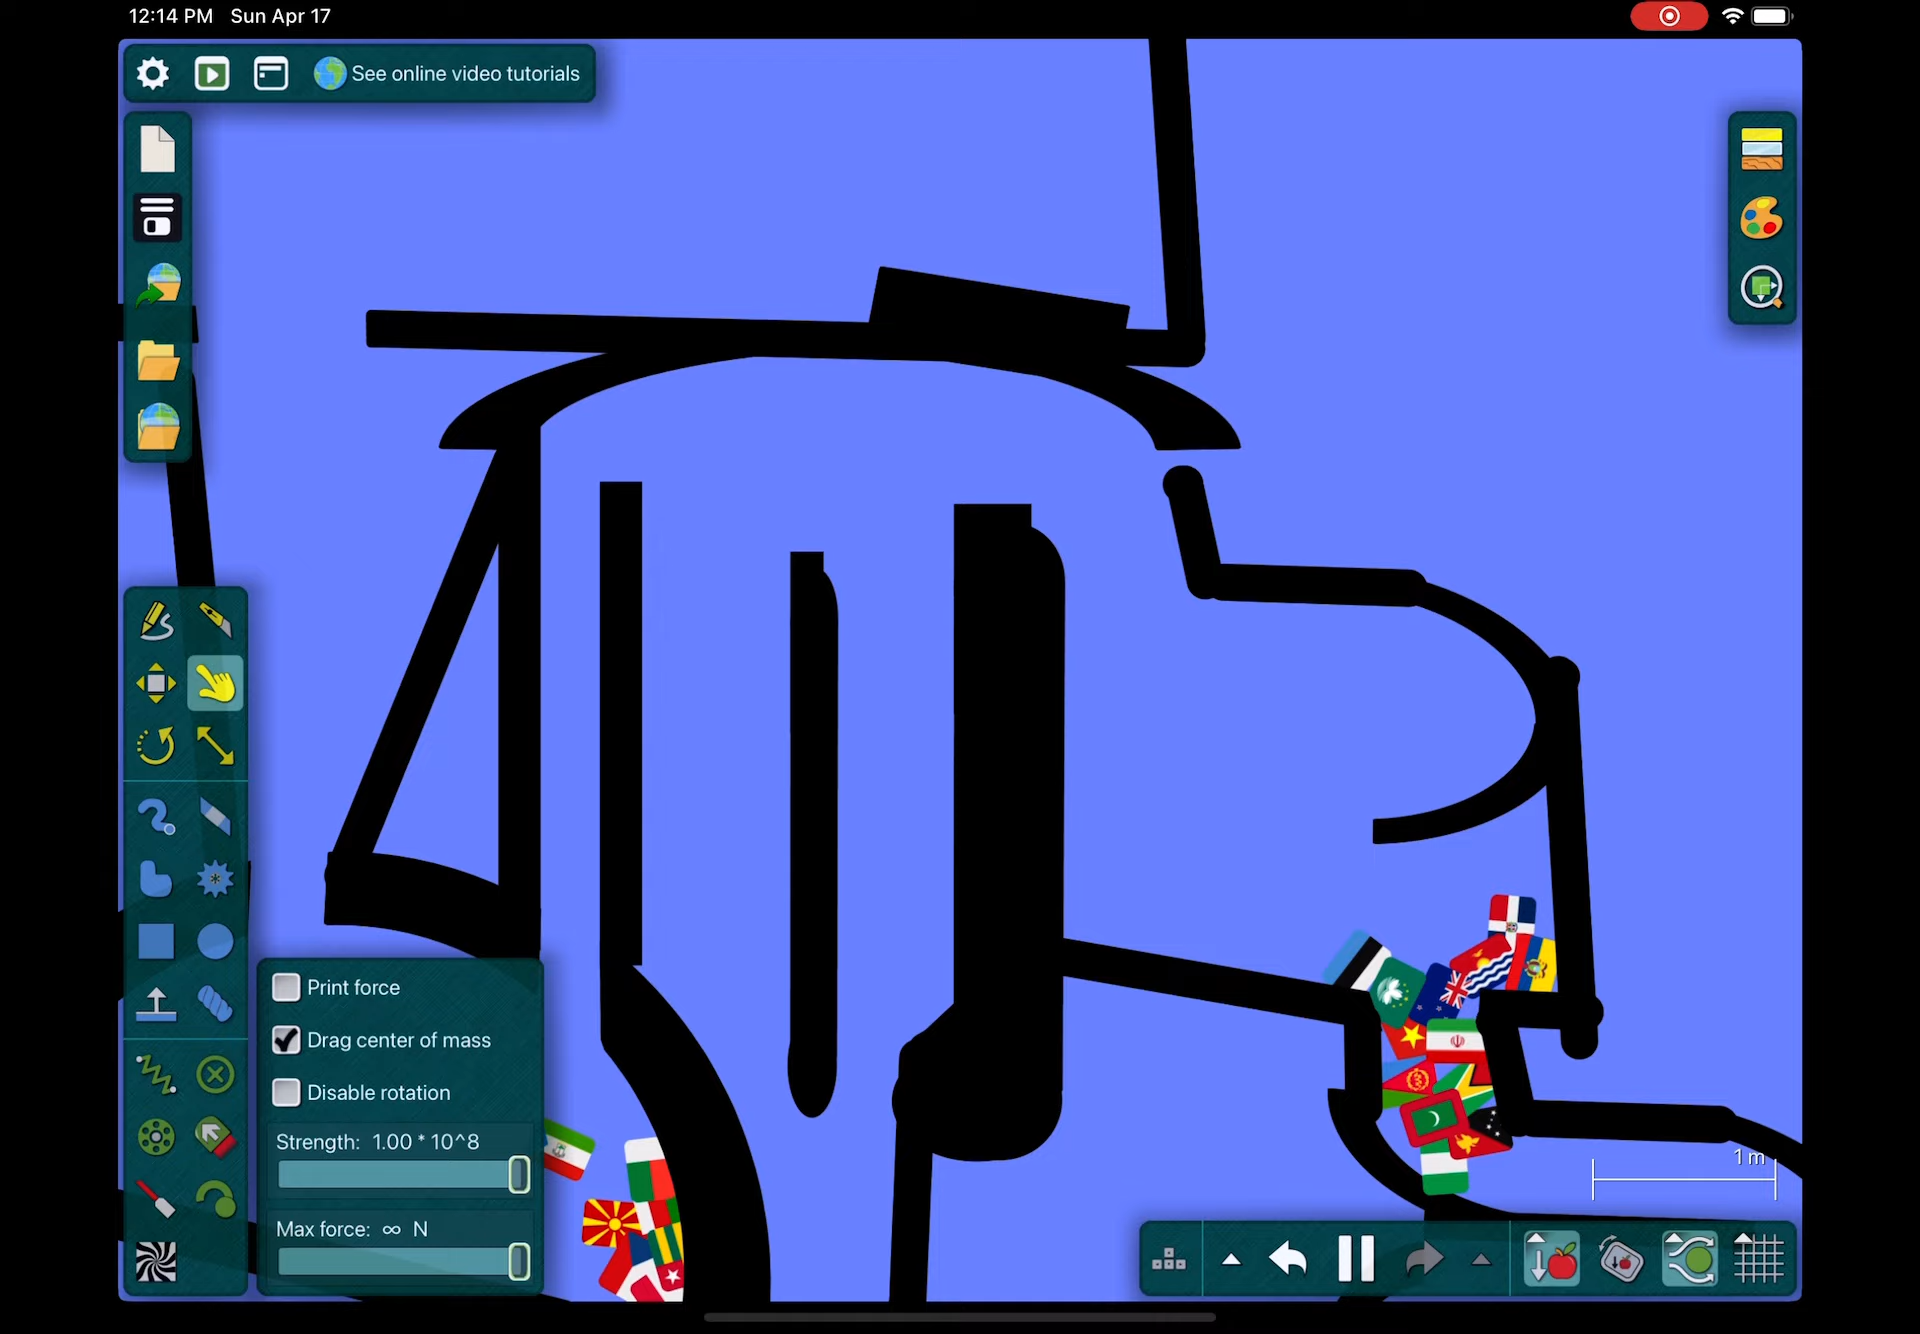 12:14 PM Sun Apr 17
See online video tutorials
Print force
Drag center of mass
Disable rotation
Strength: 1.00 * 10^8
Max force: ∞ N
1 m